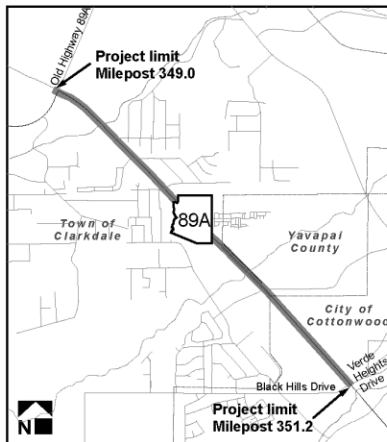 Old Highway 89A
Project limit
Milepost 349.0
89A
Town of
Clarkdale
Yavapai
County
City of
Cottonwood
Verde
Heights
Drive
Black Hills Drive
Project limit
Milepost 351.2
N